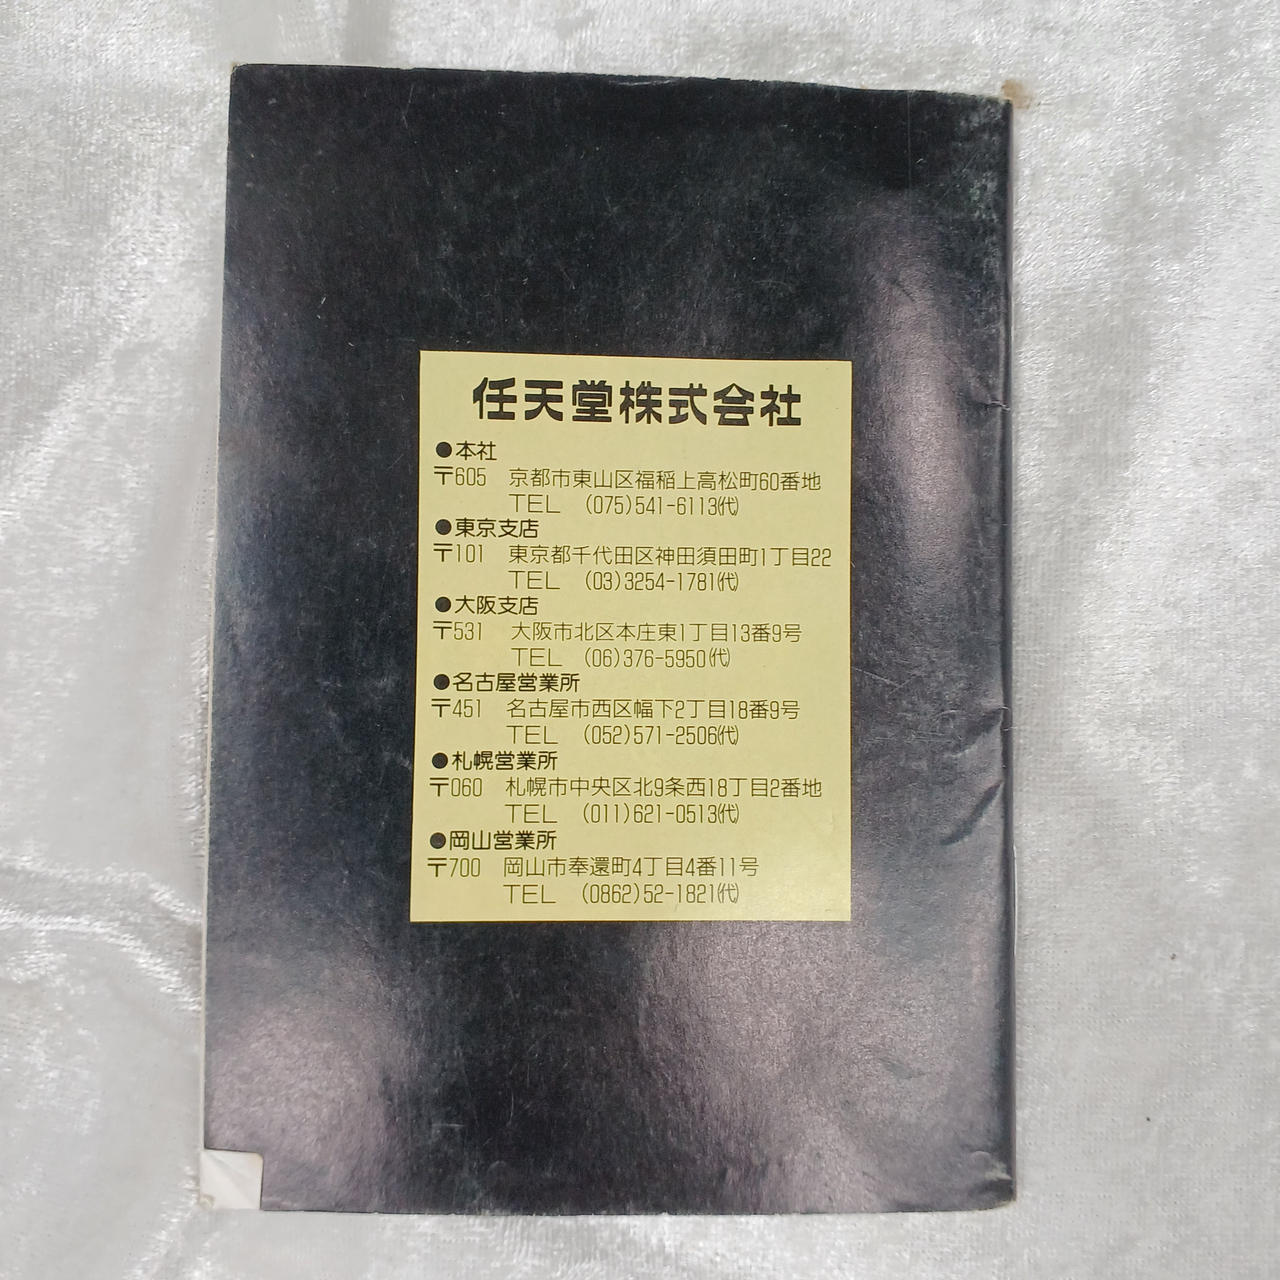 任天堂株式会社
●本社
〒605 京都市東山区福稲上高松町60番地
TEL (075)541-6113(代)
●東京支店
〒101 東京都千代田区神田須田町1丁目22
TEL (03)3254-1781(代)
●大阪支店
〒531 大阪市北区本庄東1丁目13番9号
TEL (06)376-5950(代)
●名古屋営業所
〒451 名古屋市西区幅下2丁目18番9号
TEL (052)571-2506(代)
●札幌営業所
〒060 札幌市中央区北9条西18丁目2番地
TEL (011)621-0513(代)
●岡山営業所
〒700 岡山市奉還町4丁目4番11号
TEL (0862)52-1821(代)